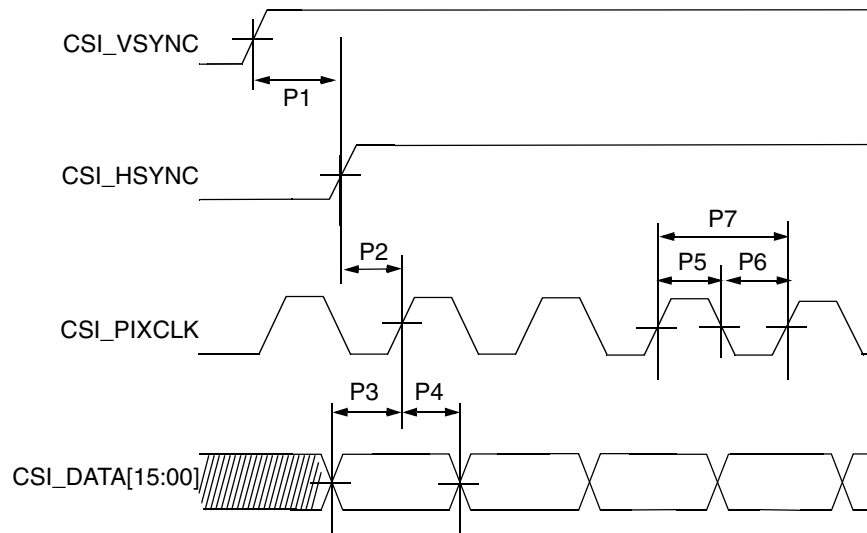 CSI_VSYNC
P1
CSI_HSYNC
P7
P2
P5
P6
CSI_PIXCLK
P3
P4
CSI_DATA[15:00]